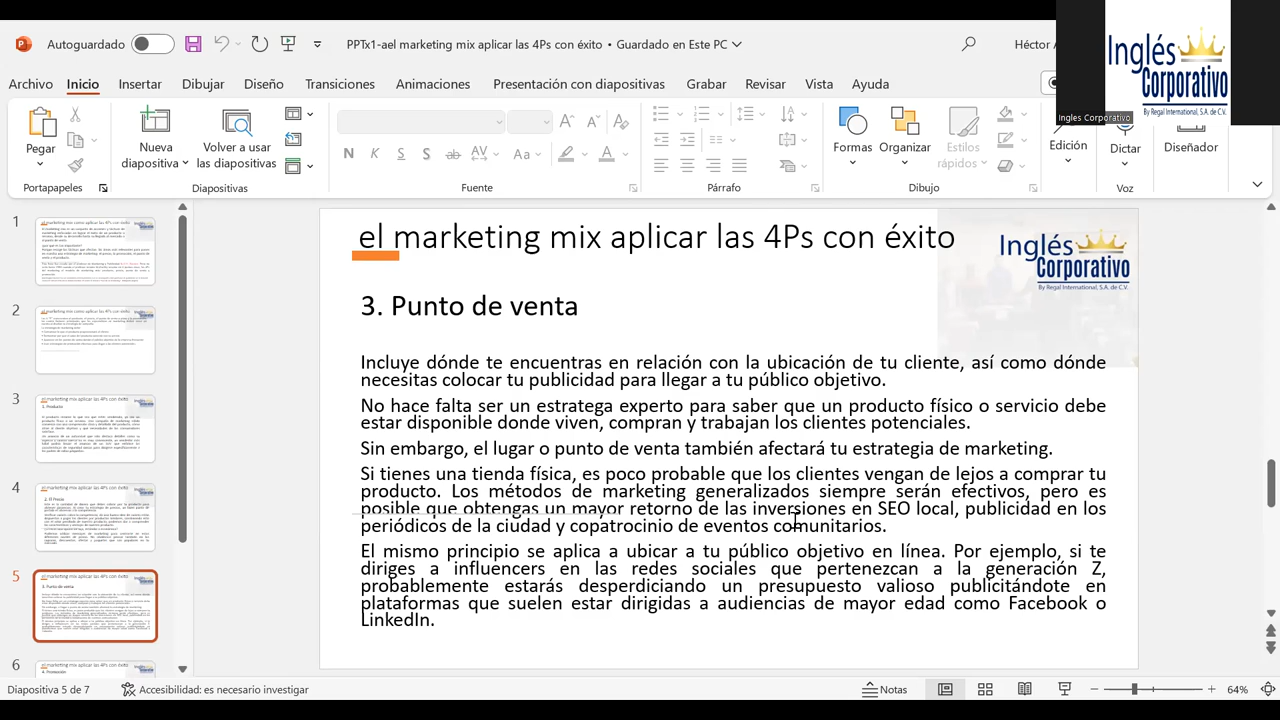 Autoguardado
PPTx1-ael marketing mix aplicar las 4Ps con éxito • Guardado en Este PC
Héctor
Inglés
Corporativo
By Regal International, S.A. de C.V.
Ingles Corporativo
Archivo Inicio Insertar Dibujar Diseño Transiciones Animaciones Presentación con diapositivas Grabar Revisar Vista Ayuda
Pegar
Nueva diapositiva
Volver a usar las diapositivas
Formas
Organizar
Estilos rápidos
Edición
Dictar
Diseñador
Portapapeles
Diapositivas
Fuente
Párrafo
Dibujo
Voz
1
2
3
4
5
6
el marketing mix aplicar las 4Ps con éxito
Inglés
Corporativo
By Regal International, S.A. de C.V.
3. Punto de venta
Incluye dónde te encuentras en relación con la ubicación de tu cliente, así como dónde
necesitas colocar tu publicidad para llegar a tu público objetivo.
No hace falta ser un estratega experto para saber que un producto físico o servicio debe
estar disponible donde viven, compran y trabajan los clientes potenciales.
Sin embargo, el lugar o punto de venta también afectará tu estrategia de marketing.
Si tienes una tienda física, es poco probable que los clientes vengan de lejos a comprar tu
producto. Los métodos de marketing generalizado siempre serán efectivos, pero es
posible que obtengas un mayor retorno de las inversiones en SEO local, publicidad en los
periódicos de la ciudad y copatrocinio de eventos comunitarios.
El mismo principio se aplica a ubicar a tu público objetivo en línea. Por ejemplo, si te
diriges a influencers en las redes sociales que pertenezcan a la generación Z,
probablemente estarás desperdiciando un presupuesto valioso publicitándote en
plataformas que suelen estar dirigidas a audiencias de mayor edad como Facebook o
LinkedIn.
Diapositiva 5 de 7
Accesibilidad: es necesario investigar
Notas
64%